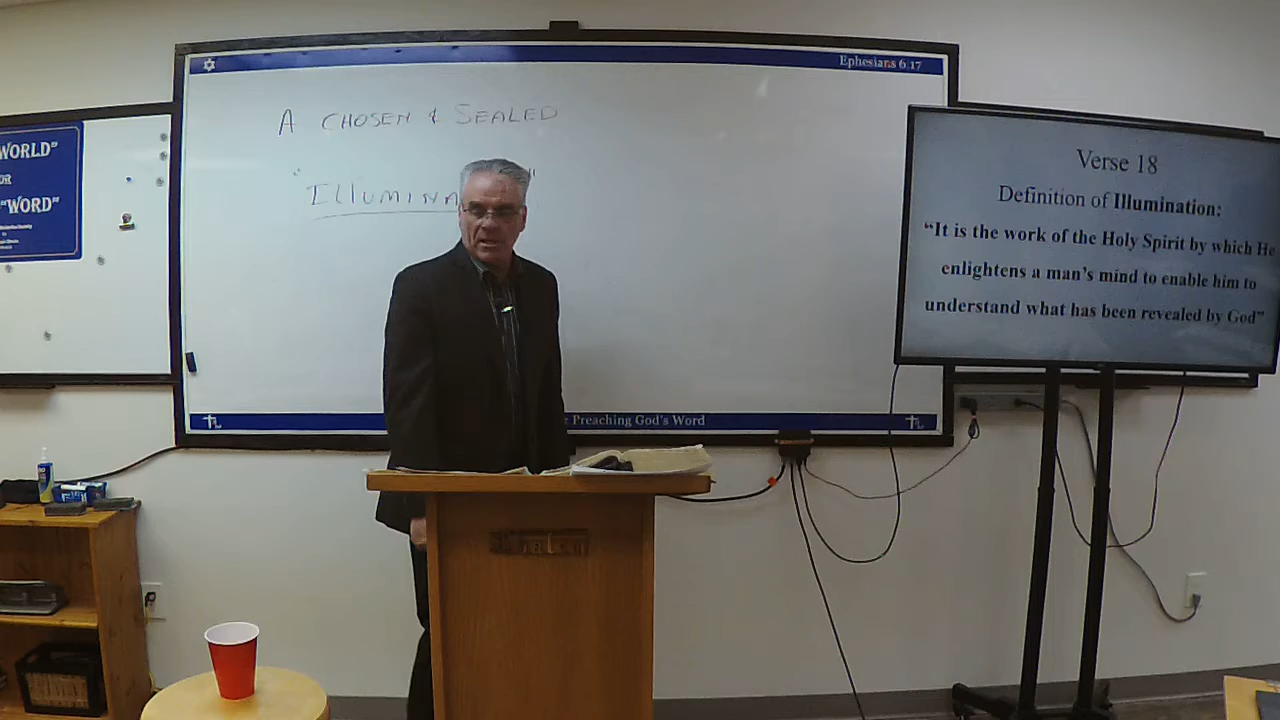 Ephesians 6:17
A CHOSEN & SEALED
"ILLUMINA
"
WORLD"
OR
"WORD"
Verse 18
Definition of Illumination:
“It is the work of the Holy Spirit by which He
enlightens a man’s mind to enable him to
understand what has been revealed by God”
Preaching God's Word